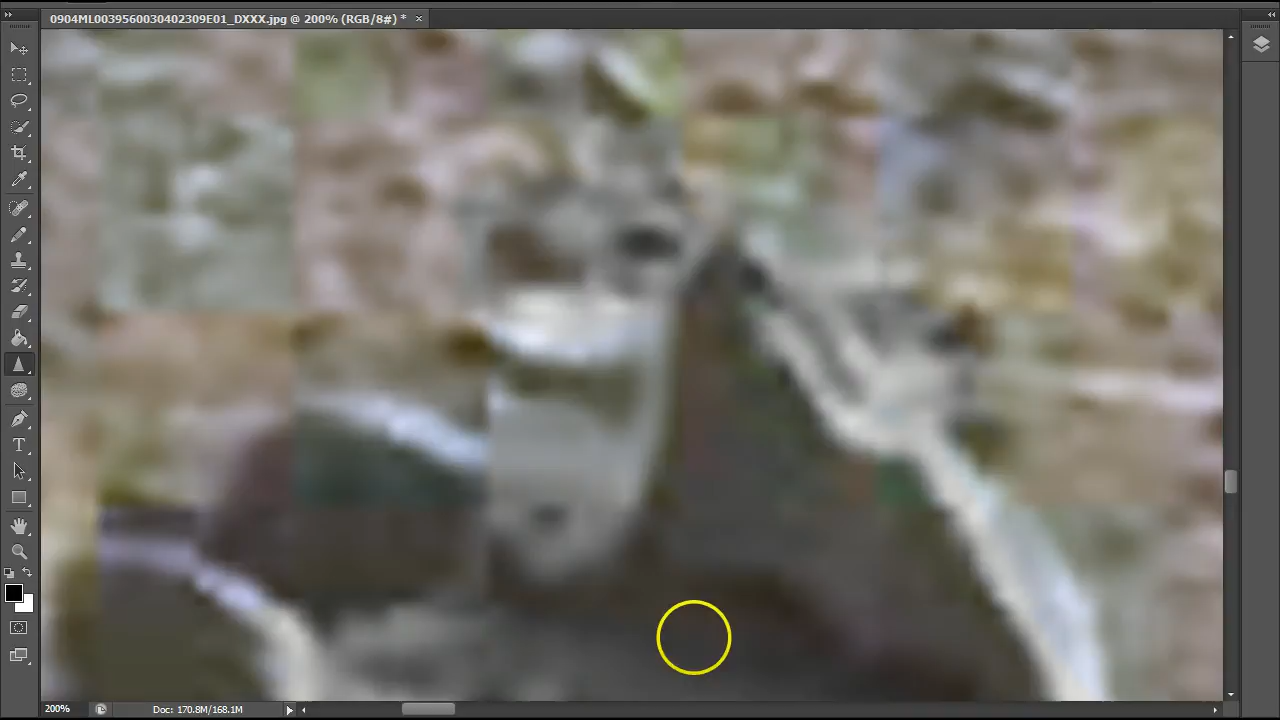 0904ML0039560030402309E01_DXXX.jpg @ 200% (RGB/8#) * ×
T
200% Doc: 170.8M/168.1M